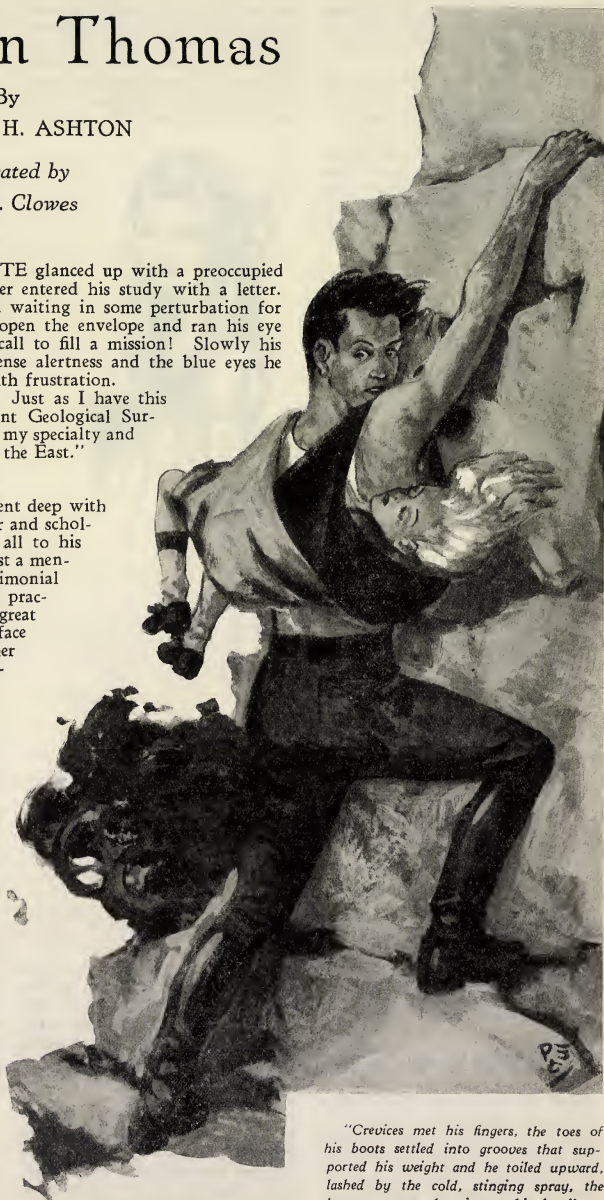 n Thomas
By
H. ASHTON
ated by
. Clowes
TE glanced up with a preoccupied
er entered his study with a letter.
waiting in some perturbation for
open the envelope and ran his eye
call to fill a mission! Slowly his
ense alertness and the blue eyes he
th frustration.
Just as I have this
nt Geological Sur-
my specialty and
the East."
ent deep with
r and schol-
all to his
st a men-
imonial
prac-
great
face
er
-
"Crevices met his fingers, the toes of
his boots settled into grooves that sup-
ported his weight and he toiled upward,
lashed by the cold, stinging spray, the